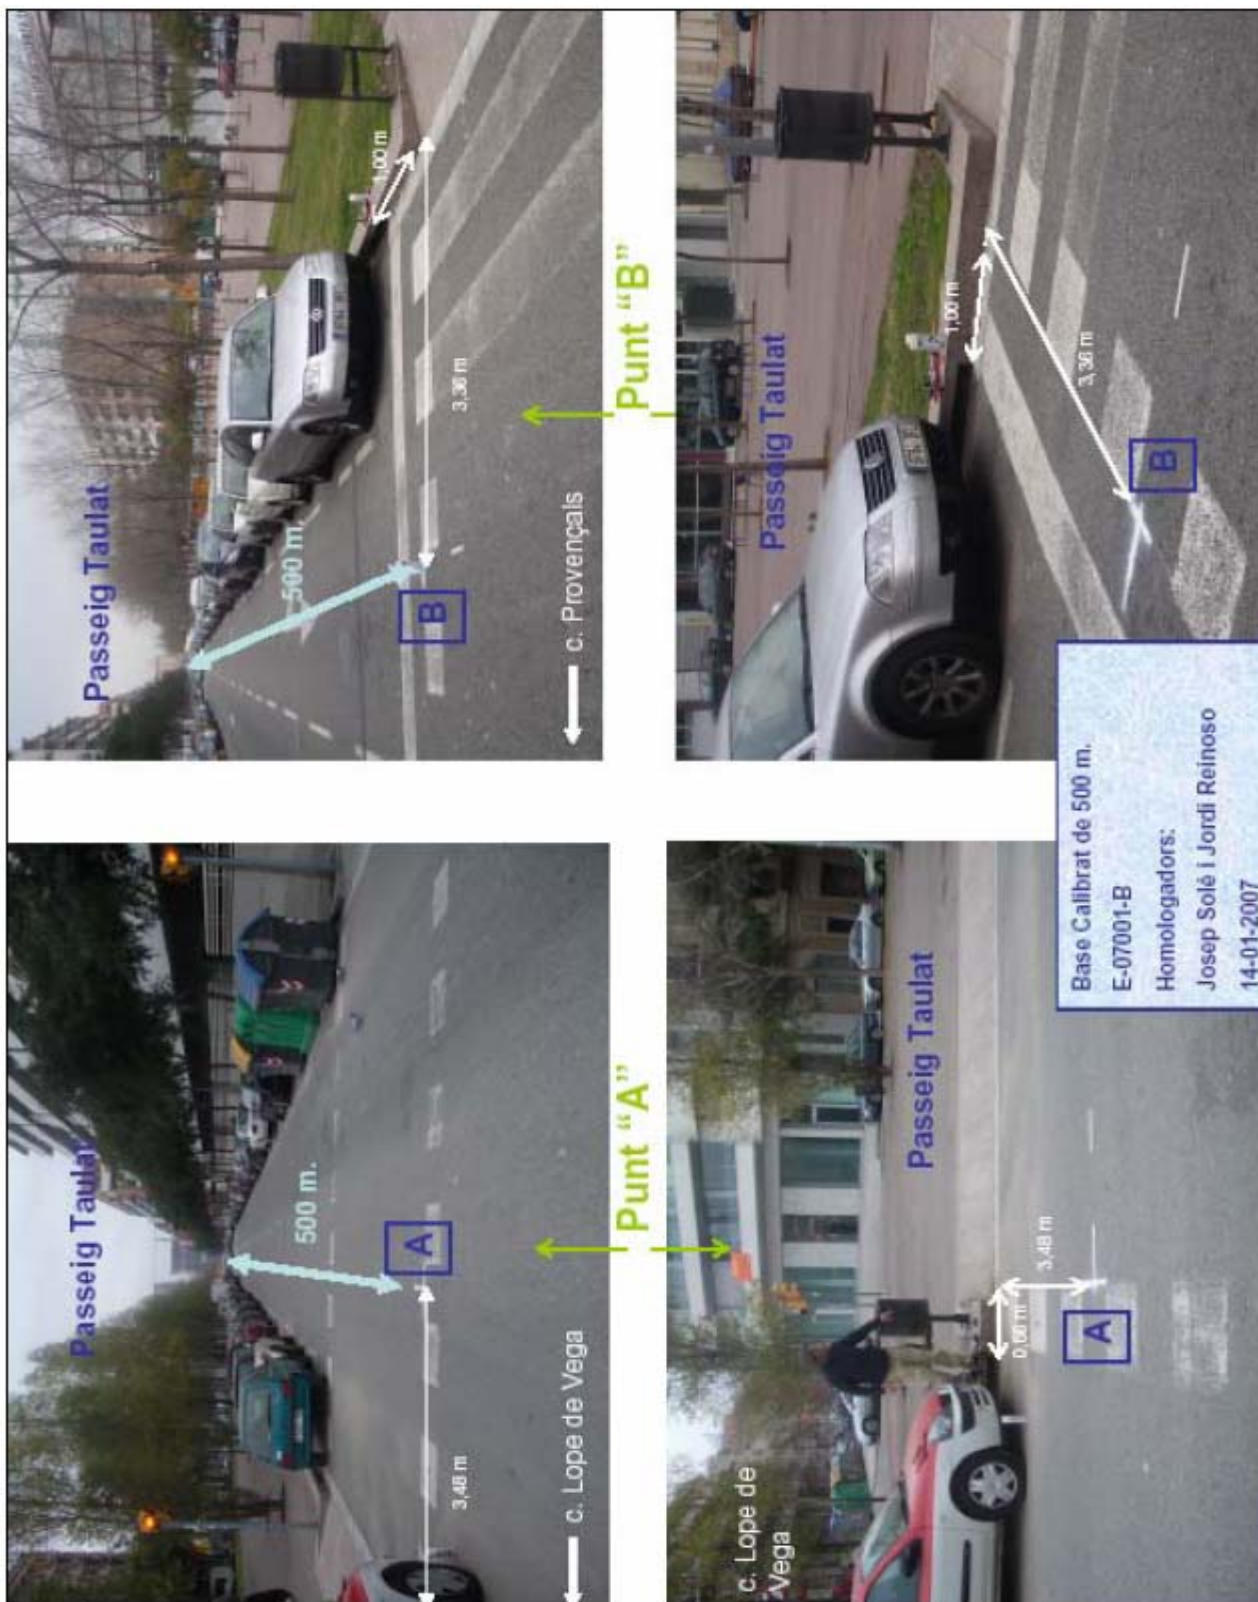 Passeig Taulat
500 m.
A
3,48 m
c. Lope de Vega
Passeig Taulat
500 m.
1,00 m
3,36 m
B
c. Provençals
Punt “A”
Punt “B”
c. Lope de
Vega
Passeig Taulat
3,48 m
A
Passeig Taulat
1,00 m
3,36 m
B
Base Calibrat de 500 m.
E-07001-B
Homologadors:
Josep Solé i Jordi Reinoso
14-01-2007